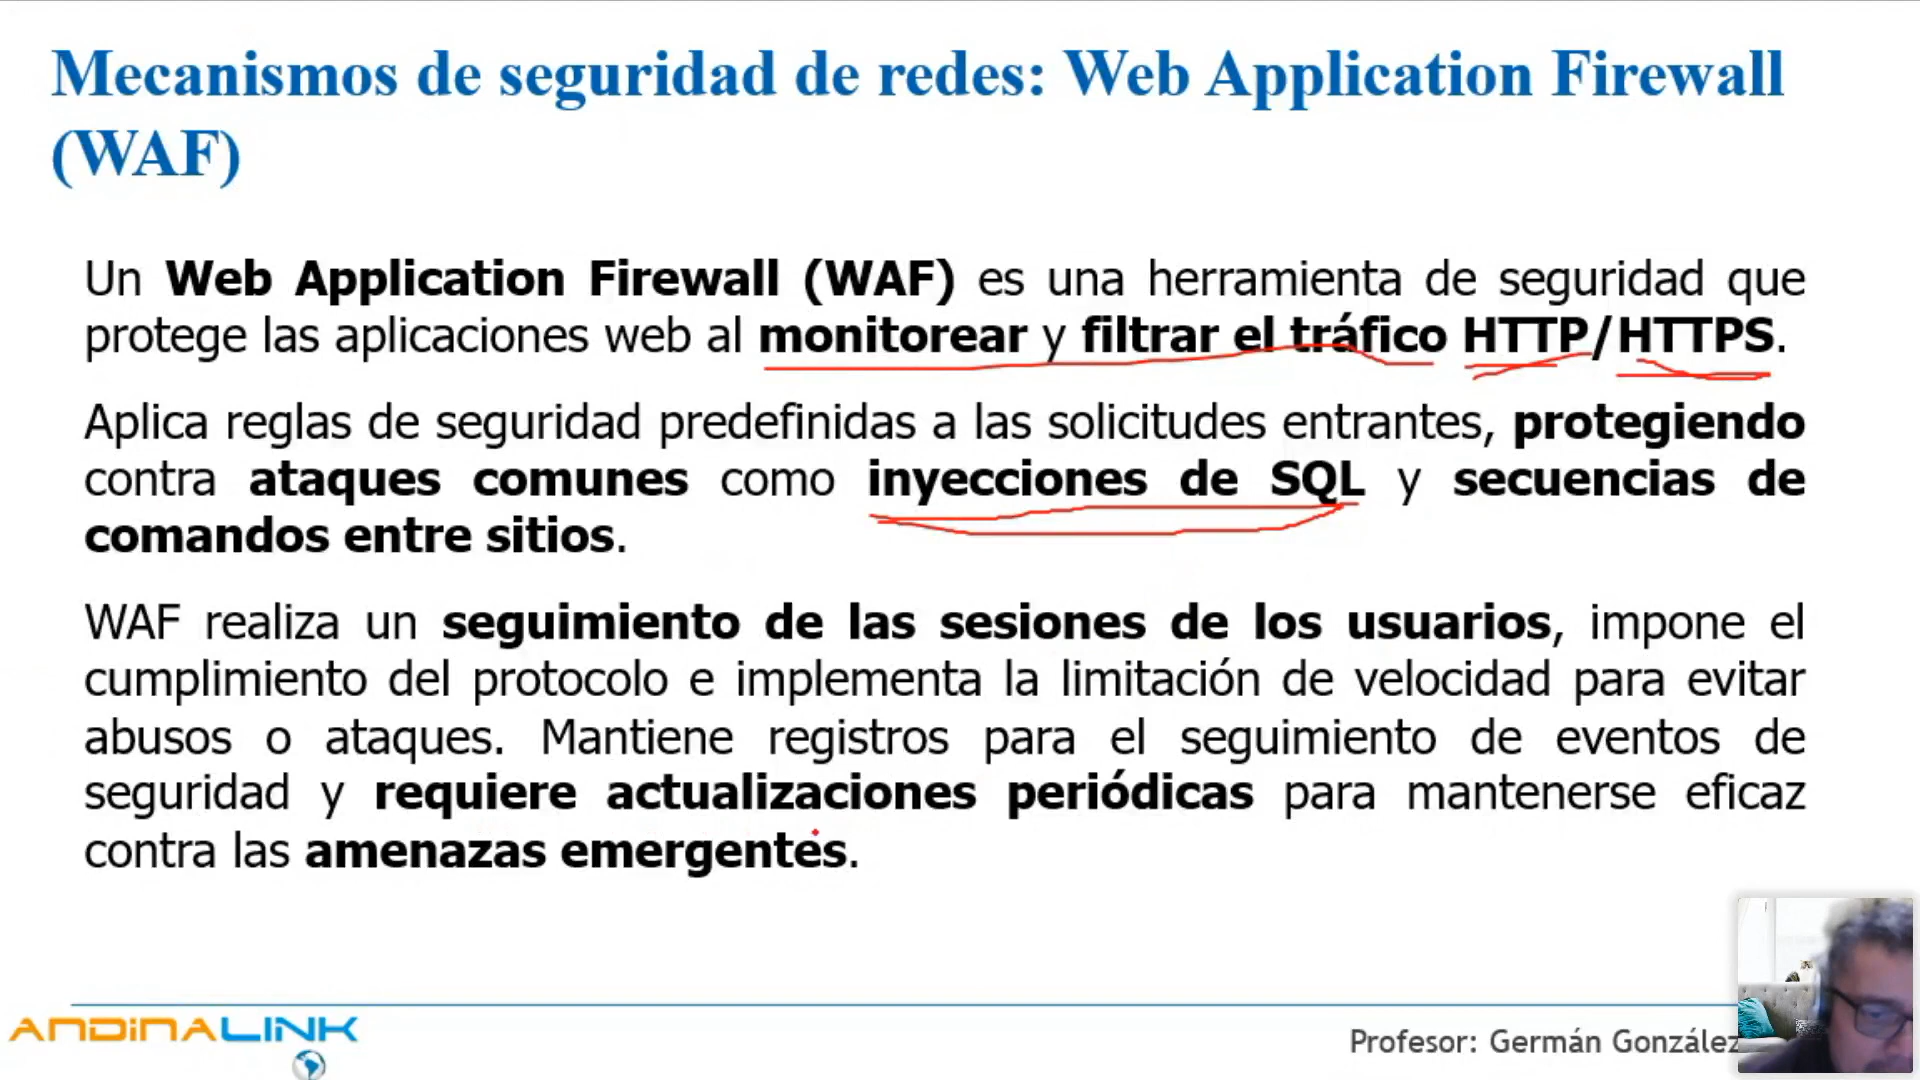 Mecanismos de seguridad de redes: Web Application Firewall
(WAF)
Un Web Application Firewall (WAF) es una herramienta de seguridad que
protege las aplicaciones web al monitorear y filtrar el tráfico HTTP/HTTPS.
Aplica reglas de seguridad predefinidas a las solicitudes entrantes, protegiendo
contra ataques comunes como inyecciones de SQL y secuencias de
comandos entre sitios.
WAF realiza un seguimiento de las sesiones de los usuarios, impone el
cumplimiento del protocolo e implementa la limitación de velocidad para evitar
abusos o ataques. Mantiene registros para el seguimiento de eventos de
seguridad y requiere actualizaciones periódicas para mantenerse eficaz
contra las amenazas emergentes.
ANDINALINK
Profesor: Germán González